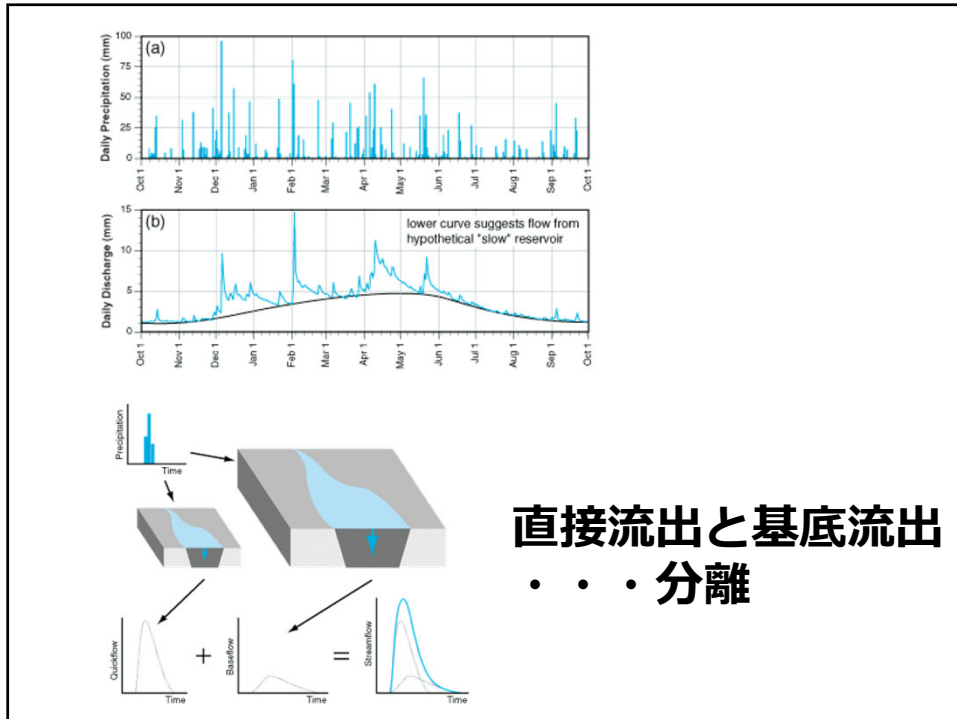 (a)
Daily Precipitation (mm)
100
75
50
25
0
Oct 1
Nov 1
Dec 1
Jan 1
Feb 1
Mar 1
Apr 1
May 1
Jun 1
Jul 1
Aug 1
Sep 1
Oct 1
(b)
lower curve suggests flow from
hypothetical "slow" reservoir
Daily Discharge (mm)
15
10
5
0
Oct 1
Nov 1
Dec 1
Jan 1
Feb 1
Mar 1
Apr 1
May 1
Jun 1
Jul 1
Aug 1
Sep 1
Oct 1
Precipitation
Time
直接流出と基底流出
・・・分離
Quickflow
Time
+
Baseflow
Time
=
Streamflow
Time